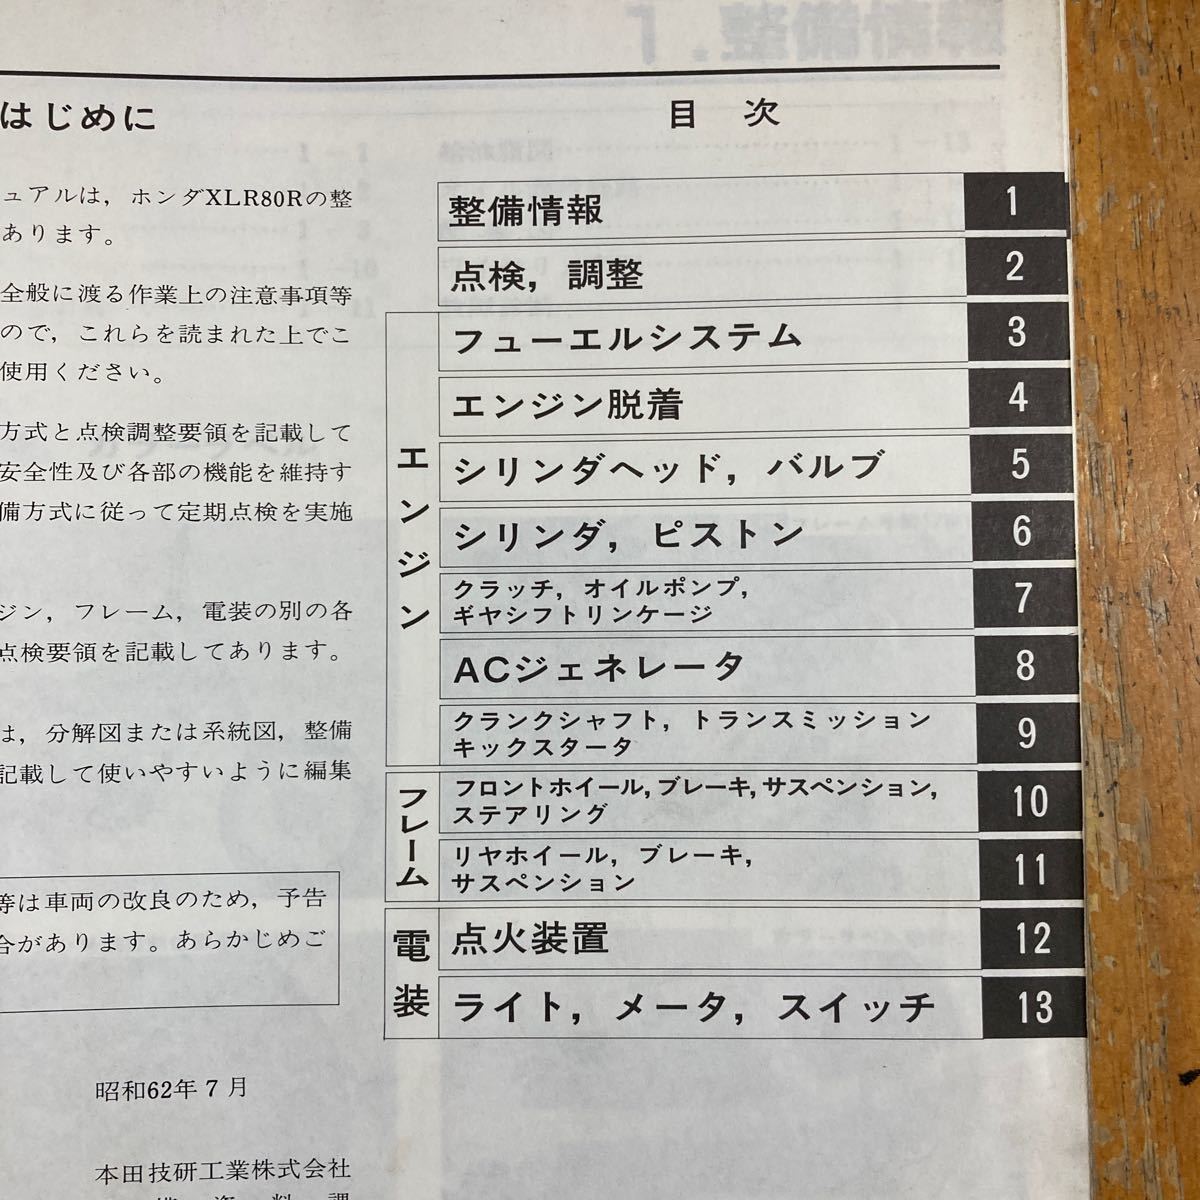 はじめに
ュアルは，ホンダXLR80Rの整
あります。
全般に渡る作業上の注意事項等
ので，これらを読まれた上でこ
使用ください。
方式と点検調整要領を記載して
安全性及び各部の機能を維持す
備方式に従って定期点検を実施
ジン，フレーム，電装の別の各
点検要領を記載してあります。
は，分解図または系統図，整備
記載して使いやすいように編集
等は車両の改良のため，予告
合があります。あらかじめご
昭和62年7月
本田技研工業株式会社
目　次
整備情報 1
点検，調整 2
エンジン
フューエルシステム 3
エンジン脱着 4
シリンダヘッド，バルブ 5
シリンダ，ピストン 6
クラッチ，オイルポンプ，
ギヤシフトリンケージ 7
ACジェネレータ 8
クランクシャフト，トランスミッション
キックスタータ 9
フレーム
フロントホイール，ブレーキ，サスペンション，
ステアリング 10
リヤホイール，ブレーキ，
サスペンション 11
電装
点火装置 12
ライト，メータ，スイッチ 13
1.整備情報